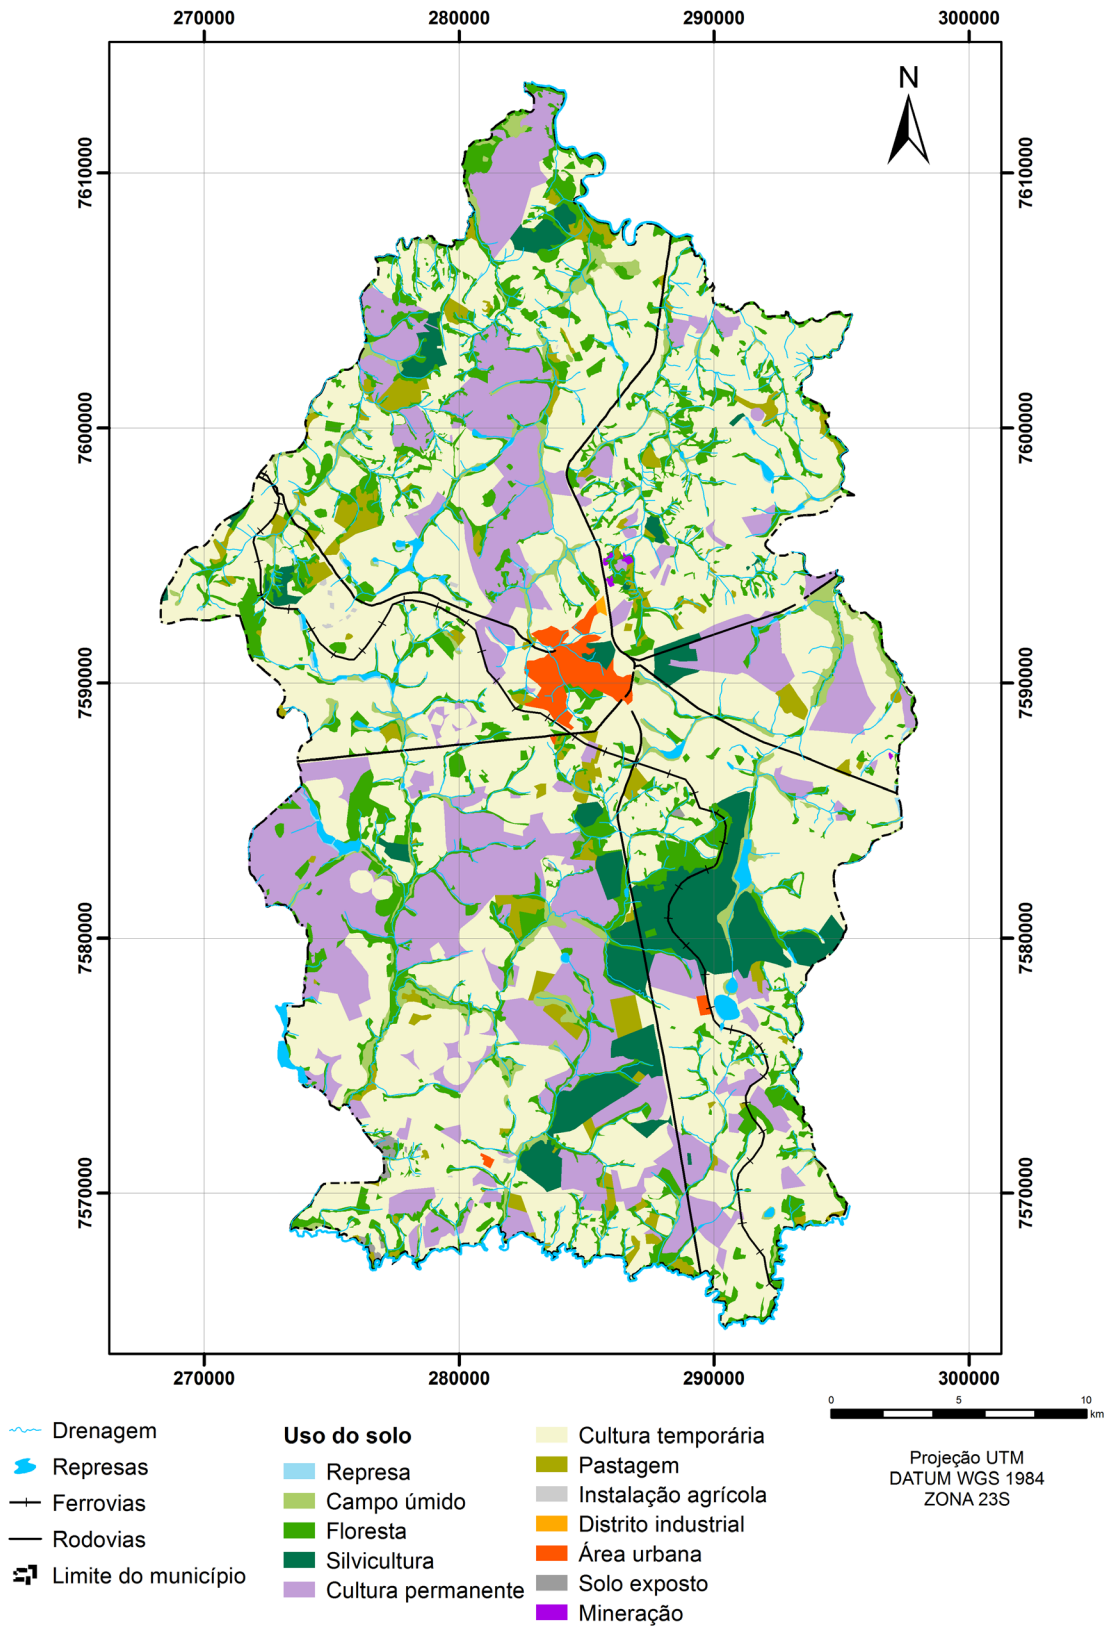 270000 280000 290000 300000
N
7610000 7610000
7600000 7600000
7590000 7590000
7580000 7580000
7570000 7570000
270000 280000 290000 300000
0 5 10
km
Drenagem
Represas
Ferrovias
Rodovias
Limite do município
Uso do solo
Represa
Campo úmido
Floresta
Silvicultura
Cultura permanente
Cultura temporária
Pastagem
Instalação agrícola
Distrito industrial
Área urbana
Solo exposto
Mineração
Projeção UTM
DATUM WGS 1984
ZONA 23S